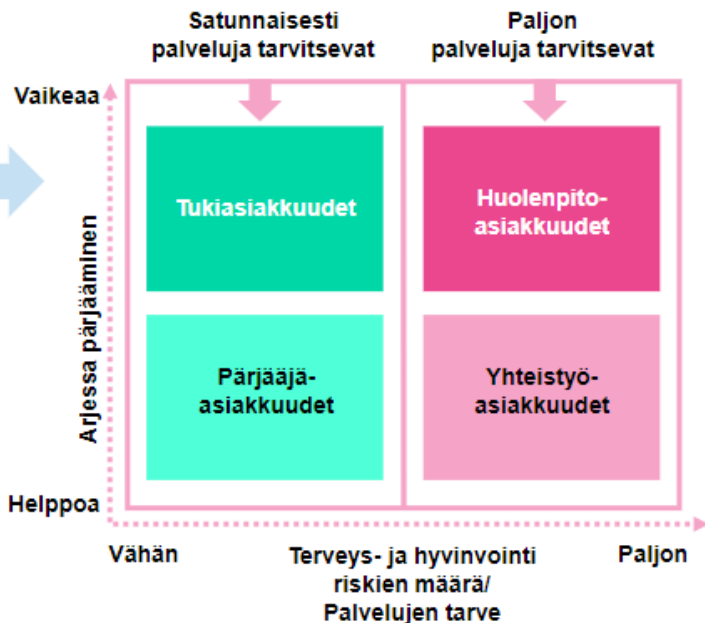 Satunnaisesti
palveluja tarvitsevat
Paljon
palveluja tarvitsevat
Vaikeaa
Arjessa pärjääminen
Tukiasiakkuudet
Huolenpito-
asiakkuudet
Pärjääjä-
asiakkuudet
Yhteistyö-
asiakkuudet
Helppoa
Vähän
Terveys- ja hyvinvointi
riskien määrä/
Palvelujen tarve
Paljon